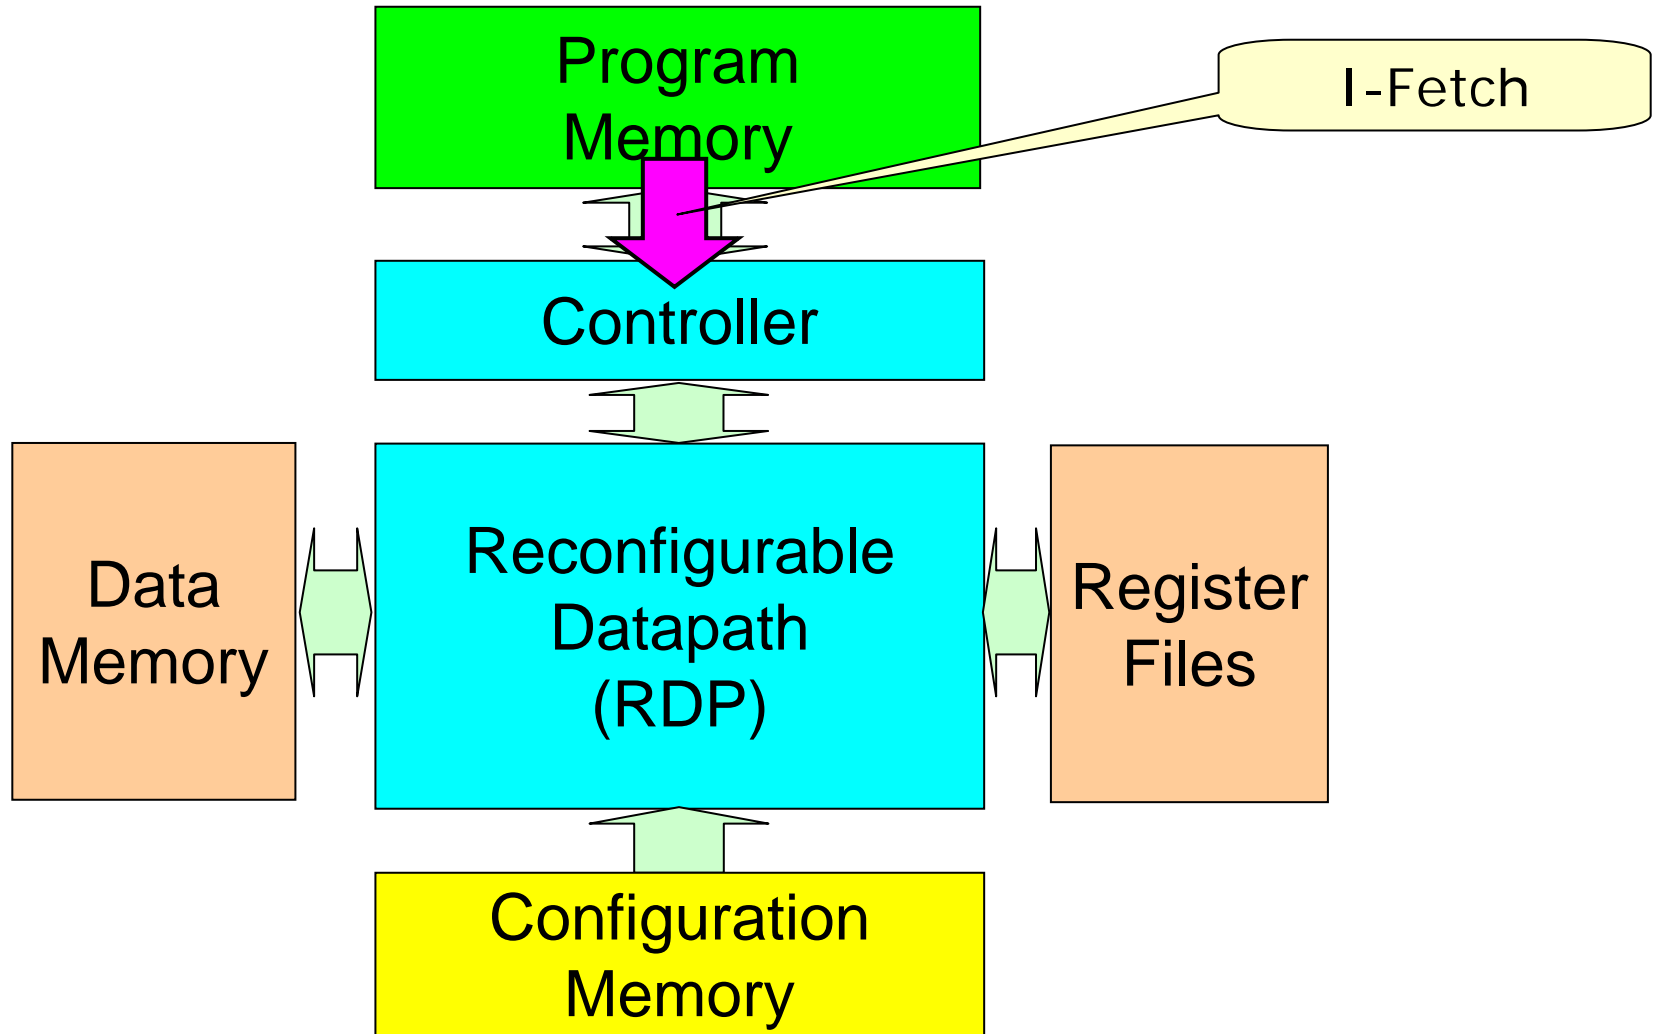 Program
Memory
I-Fetch
Controller
Data
Memory
Reconfigurable
Datapath
(RDP)
Register
Files
Configuration
Memory